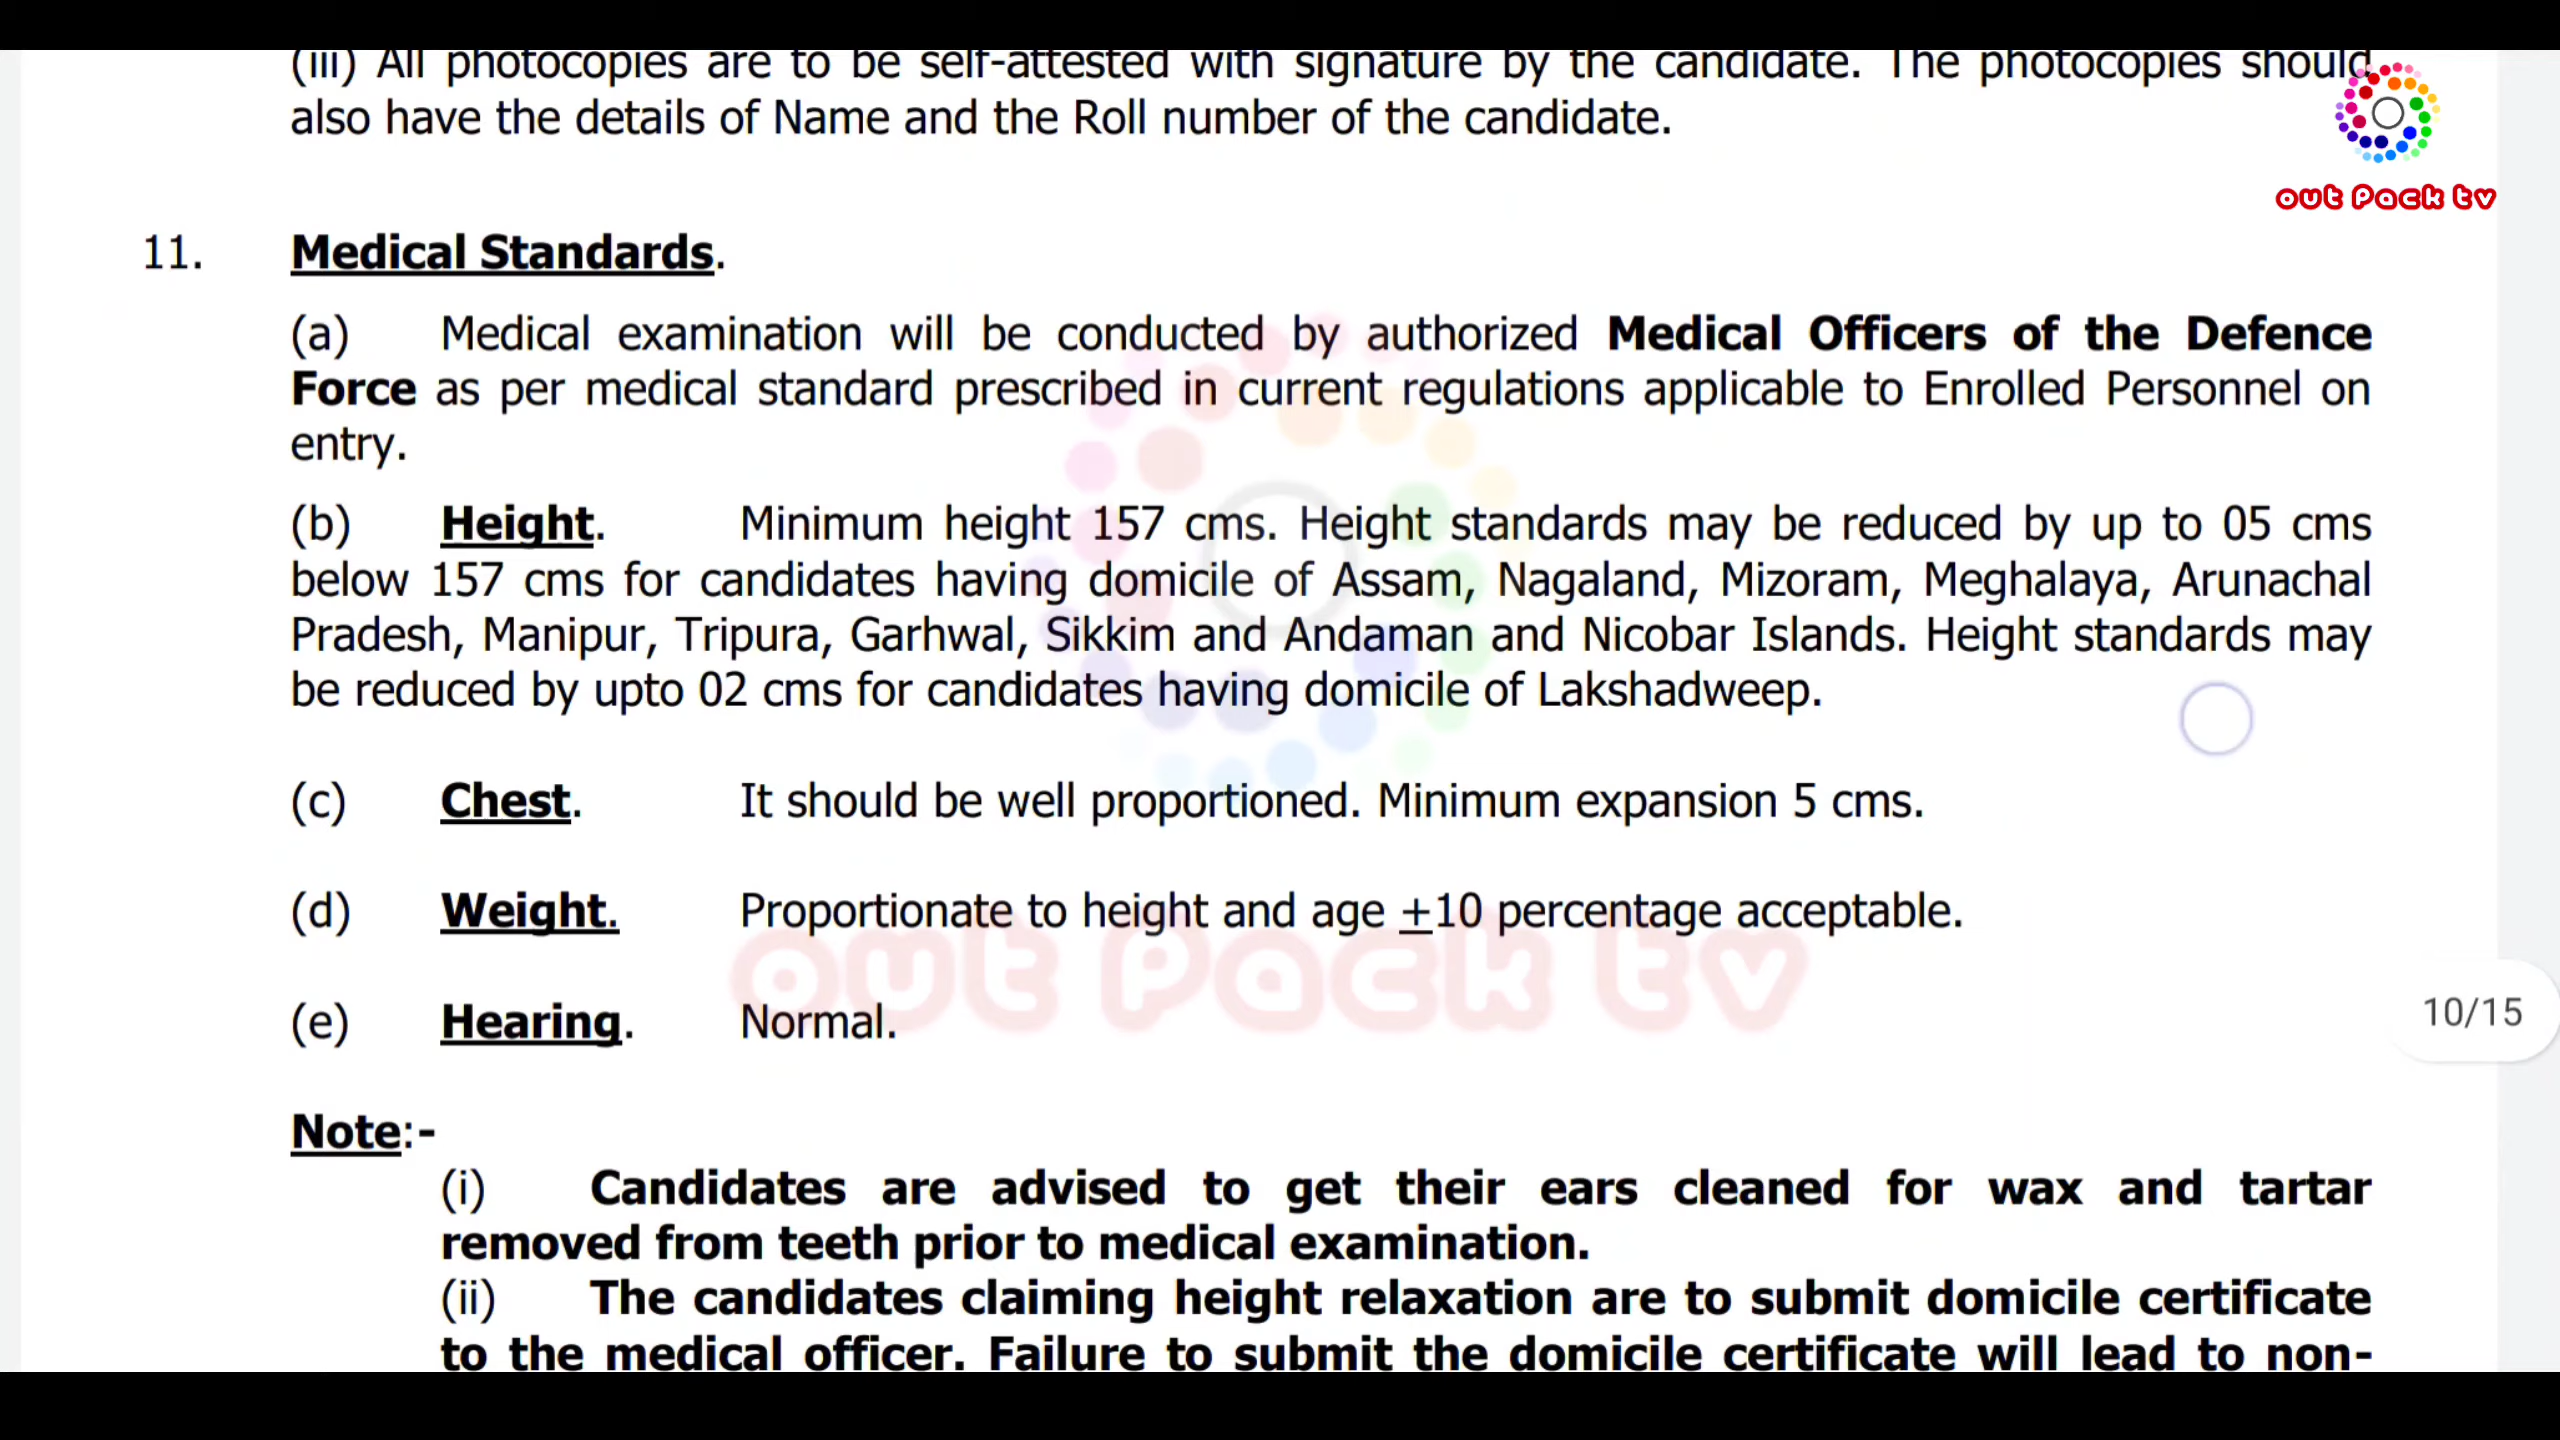 (iii) All photocopies are to be self-attested with signature by the candidate. The photocopies should
also have the details of Name and the Roll number of the candidate.
out Pack tv
11. Medical Standards.
(a) Medical examination will be conducted by authorized Medical Officers of the Defence
Force as per medical standard prescribed in current regulations applicable to Enrolled Personnel on
entry.
(b) Height. Minimum height 157 cms. Height standards may be reduced by up to 05 cms
below 157 cms for candidates having domicile of Assam, Nagaland, Mizoram, Meghalaya, Arunachal
Pradesh, Manipur, Tripura, Garhwal, Sikkim and Andaman and Nicobar Islands. Height standards may
be reduced by upto 02 cms for candidates having domicile of Lakshadweep.
(c) Chest. It should be well proportioned. Minimum expansion 5 cms.
(d) Weight. Proportionate to height and age ±10 percentage acceptable.
out Pack tv
(e) Hearing. Normal.
10/15
Note:-
(i) Candidates are advised to get their ears cleaned for wax and tartar
removed from teeth prior to medical examination.
(ii) The candidates claiming height relaxation are to submit domicile certificate
to the medical officer. Failure to submit the domicile certificate will lead to non-